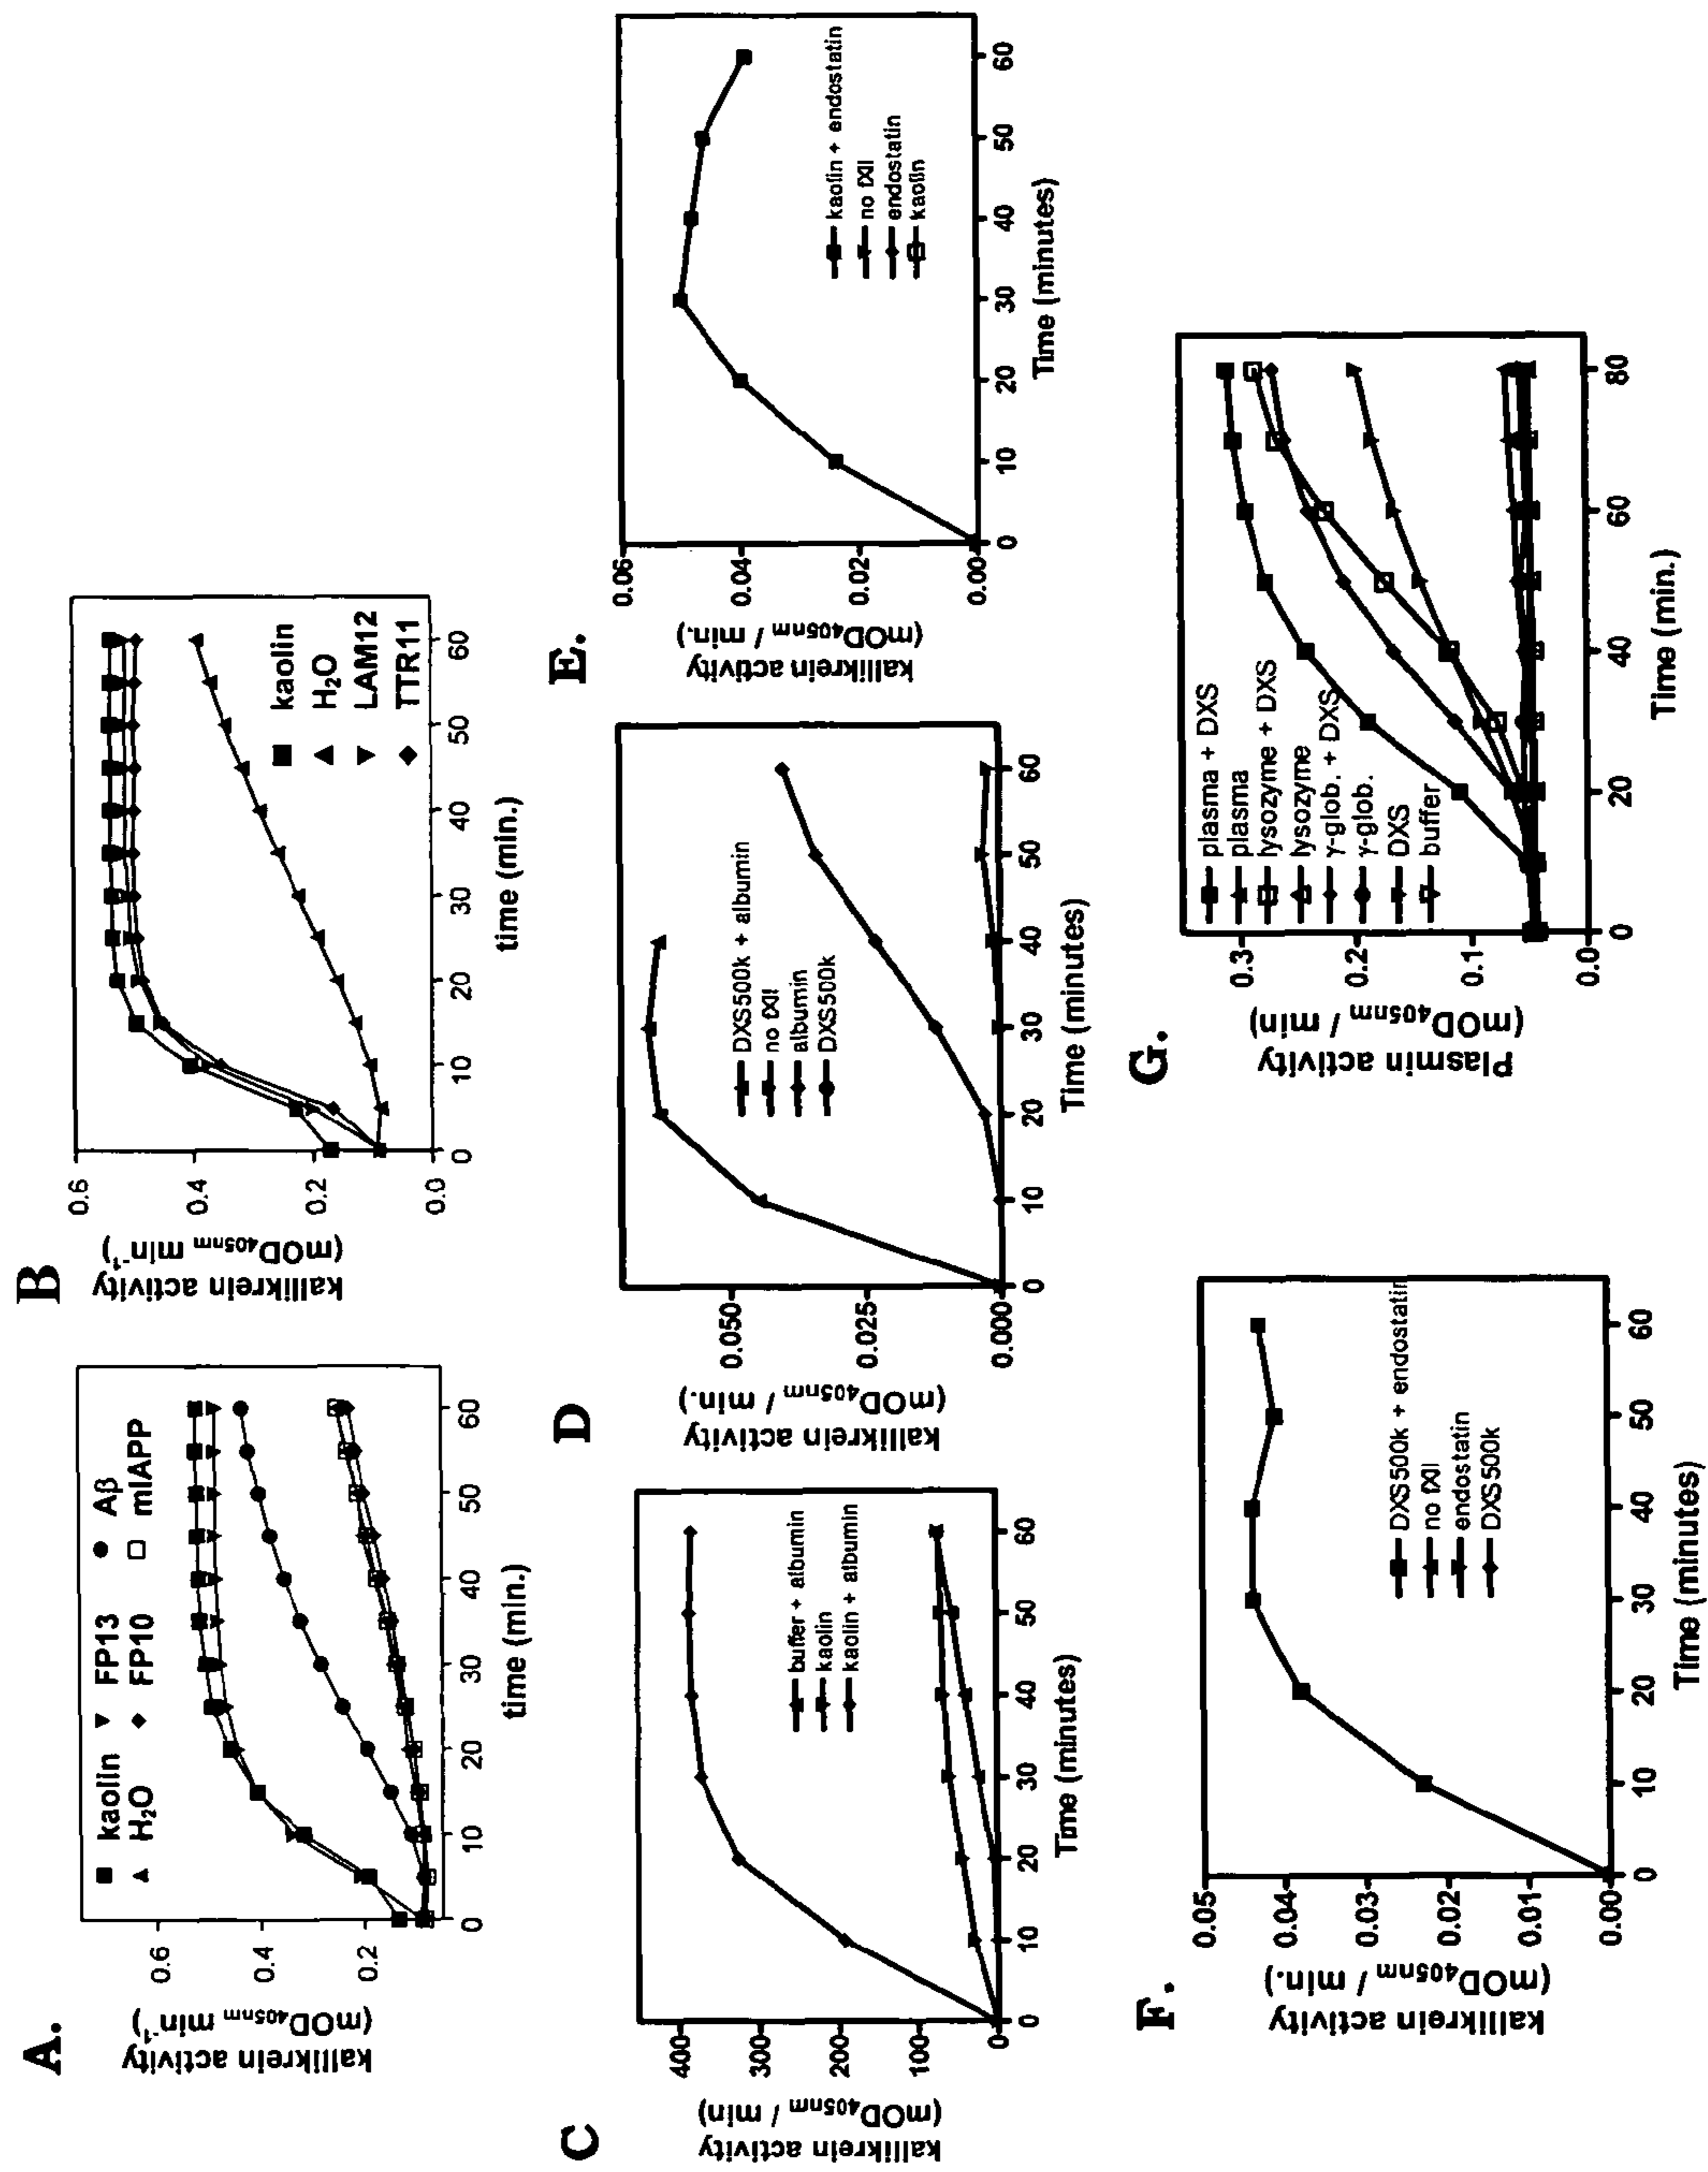 A.
kallikrein activity
(mOD405nm min-1)
0.6
0.4
0.2
kaolin
FP13
Aβ
H2O
FP10
mIAPP
0 10 20 30 40 50 60
time (min.)
B
kallikrein activity
(mOD405nm min-1)
0.6
0.4
0.2
0.0
kaolin
H2O
LAM12
TTR11
0 10 20 30 40 50 60
time (min.)
C
kallikrein activity
(mOD405nm / min)
400
300
200
100
0
buffer + albumin
kaolin
kaolin + albumin
0 10 20 30 40 50 60
Time (minutes)
D
kallikrein activity
(mOD405nm / min.)
0.050
0.025
0.000
DXS500k + albumin
no fXII
albumin
DXS500k
0 10 20 30 40 50 60
Time (minutes)
E.
kallikrein activity
(mOD405nm / min.)
0.06
0.04
0.02
0.00
kaolin + endostatin
no fXII
endostatin
kaolin
0 10 20 30 40 50 60
Time (minutes)
F.
kallikrein activity
(mOD405nm / min.)
0.05
0.04
0.03
0.02
0.01
0.00
DXS500k + endostatin
no fXII
endostatin
DXS500k
0 10 20 30 40 50 60
Time (minutes)
G.
Plasmin activity
(mOD405nm / min)
0.3
0.2
0.1
0.0
plasma + DXS
plasma
lysozyme + DXS
lysozyme
γ-glob. + DXS
γ-glob.
DXS
buffer
0 20 40 60 80
Time (min.)